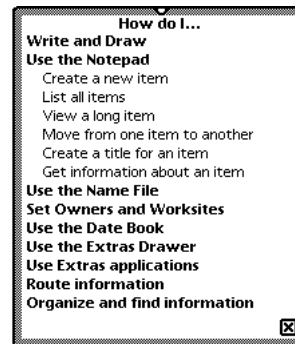 How do I...
Write and Draw
Use the Notepad
Create a new item
List all items
View a long item
Move from one item to another
Create a title for an item
Get information about an item
Use the Name File
Set Owners and Worksites
Use the Date Book
Use the Extras Drawer
Use Extras applications
Route information
Organize and find information